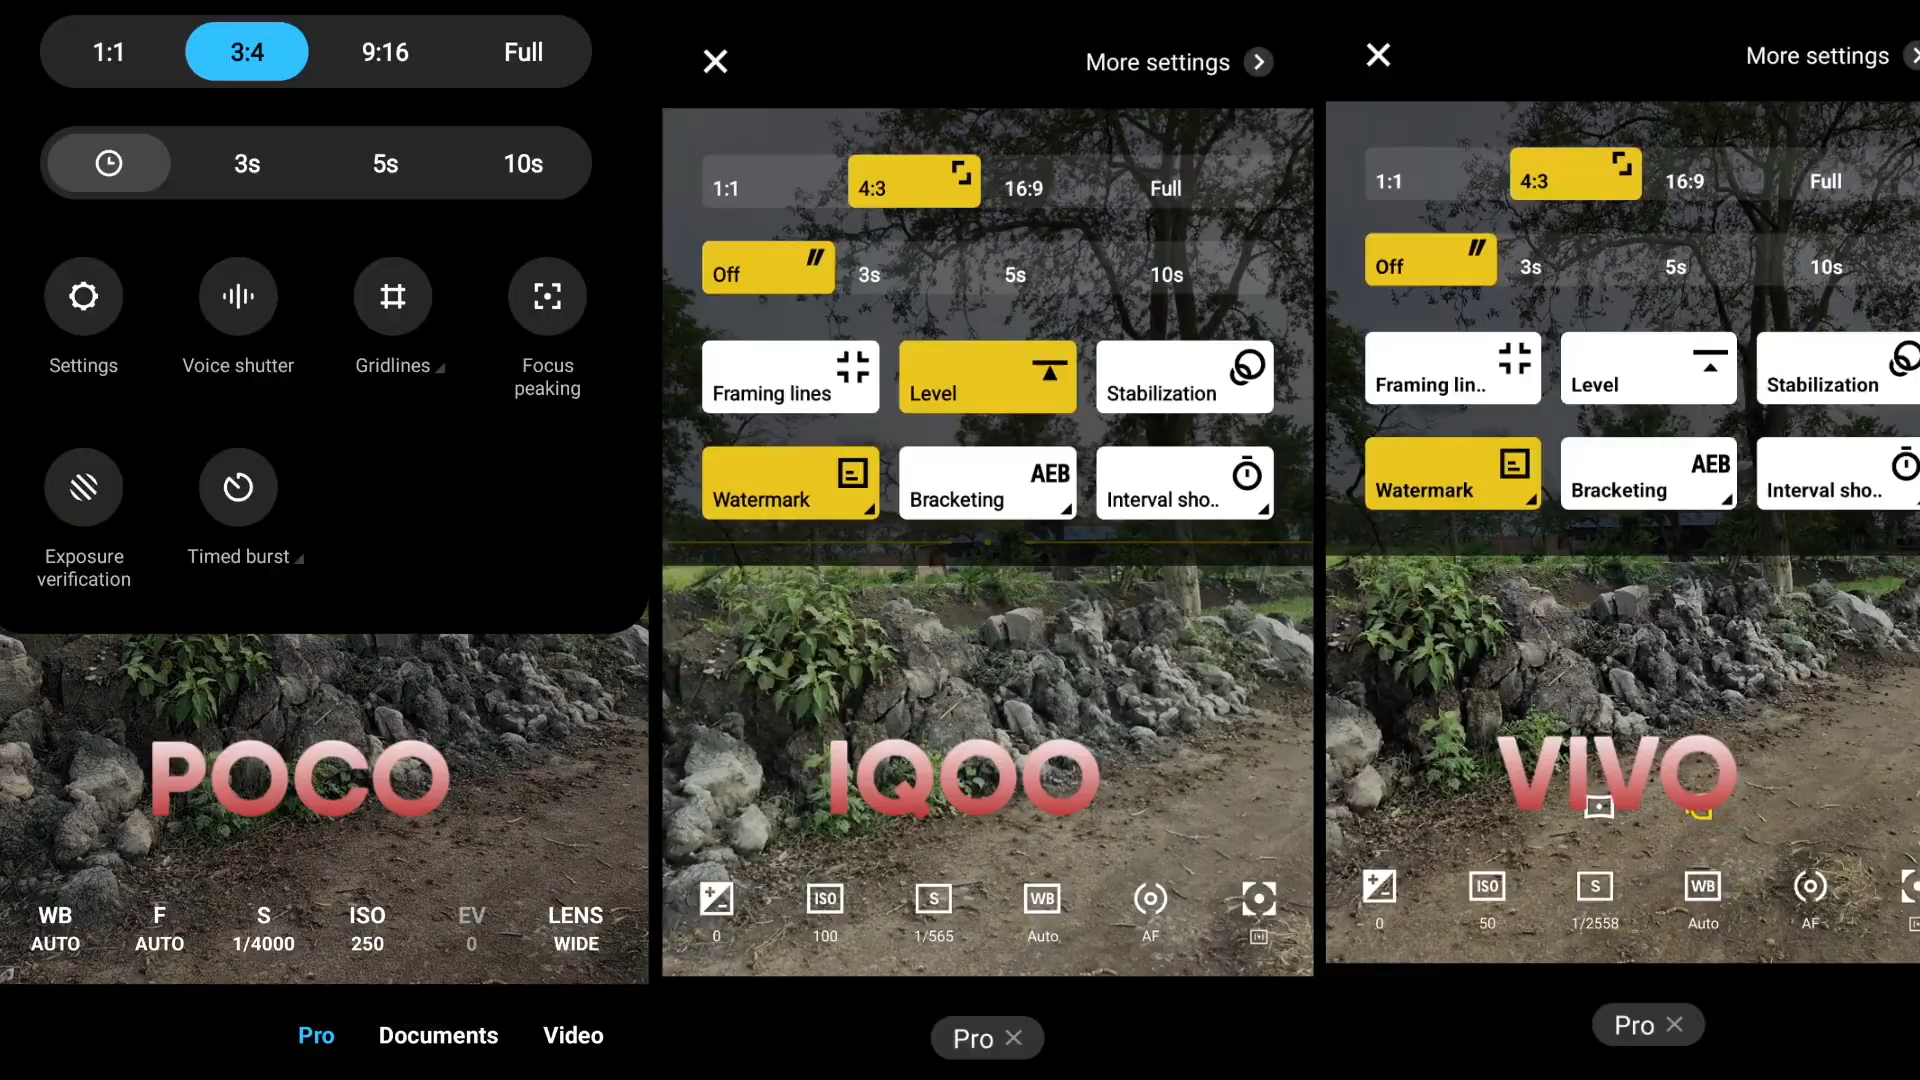 1:1 3:4 9:16 Full
3s 5s 10s
Settings Voice shutter Gridlines Focus peaking
Exposure verification Timed burst
POCO
WB F S ISO EV LENS
AUTO AUTO 1/4000 250 0 WIDE
Pro Documents Video
More settings
1:1 4:3 16:9 Full
Off 3s 5s 10s
Framing lines Level Stabilization
Watermark Bracketing AEB Interval sho..
IQOO
ISO S WB
0 100 1/565 Auto AF
Pro
More settings
1:1 4:3 16:9 Full
Off 3s 5s 10s
Framing lin.. Level Stabilization
Watermark Bracketing AEB Interval sho..
VIVO
ISO S WB
0 50 1/2558 Auto AF
Pro